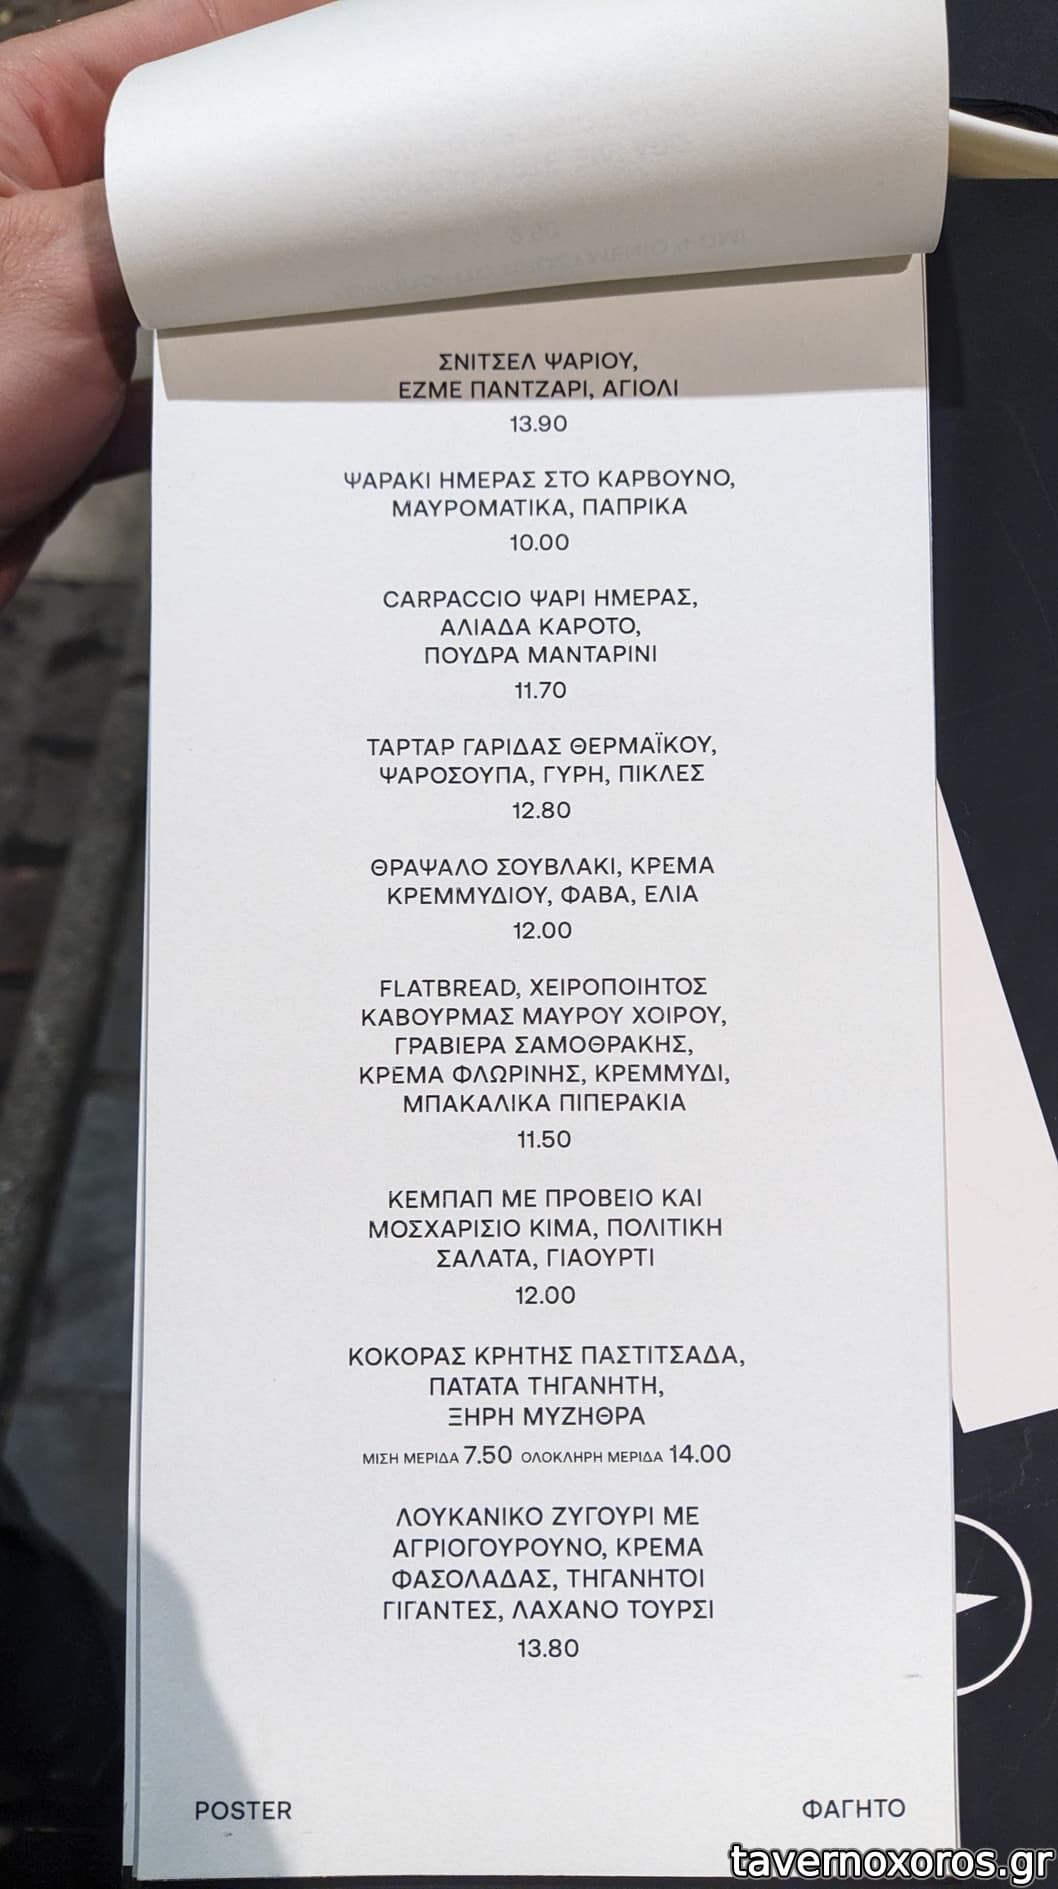 ΣΝΙΤΣΕΛ ΨΑΡΙΟΥ,
ΕΖΜΕ ΠΑΝΤΖΑΡΙ, ΑΓΙΟΛΙ
13.90
ΨΑΡΑΚΙ ΗΜΕΡΑΣ ΣΤΟ ΚΑΡΒΟΥΝΟ,
ΜΑΥΡΟΜΑΤΙΚΑ, ΠΑΠΡΙΚΑ
10.00
CARPACCIO ΨΑΡΙ ΗΜΕΡΑΣ,
ΑΛΙΑΔΑ ΚΑΡΟΤΟ,
ΠΟΥΔΡΑ ΜΑΝΤΑΡΙΝΙ
11.70
ΤΑΡΤΑΡ ΓΑΡΙΔΑΣ ΘΕΡΜΑΪΚΟΥ,
ΨΑΡΟΣΟΥΠΑ, ΓΥΡΗ, ΠΙΚΛΕΣ
12.80
ΘΡΑΨΑΛΟ ΣΟΥΒΛΑΚΙ, ΚΡΕΜΑ
ΚΡΕΜΜΥΔΙΟΥ, ΦΑΒΑ, ΕΛΙΑ
12.00
FLATBREAD, ΧΕΙΡΟΠΟΙΗΤΟΣ
ΚΑΒΟΥΡΜΑΣ ΜΑΥΡΟΥ ΧΟΙΡΟΥ,
ΓΡΑΒΙΕΡΑ ΣΑΜΟΘΡΑΚΗΣ,
ΚΡΕΜΑ ΦΛΩΡΙΝΗΣ, ΚΡΕΜΜΥΔΙ,
ΜΠΑΚΑΛΙΚΑ ΠΙΠΕΡΑΚΙΑ
11.50
ΚΕΜΠΑΠ ΜΕ ΠΡΟΒΕΙΟ ΚΑΙ
ΜΟΣΧΑΡΙΣΙΟ ΚΙΜΑ, ΠΟΛΙΤΙΚΗ
ΣΑΛΑΤΑ, ΓΙΑΟΥΡΤΙ
12.00
ΚΟΚΟΡΑΣ ΚΡΗΤΗΣ ΠΑΣΤΙΤΣΑΔΑ,
ΠΑΤΑΤΑ ΤΗΓΑΝΗΤΗ,
ΞΗΡΗ ΜΥΖΗΘΡΑ
ΜΙΣΗ ΜΕΡΙΔΑ 7.50 ΟΛΟΚΛΗΡΗ ΜΕΡΙΔΑ 14.00
ΛΟΥΚΑΝΙΚΟ ΖΥΓΟΥΡΙ ΜΕ
ΑΓΡΙΟΓΟΥΡΟΥΝΟ, ΚΡΕΜΑ
ΦΑΣΟΛΑΔΑΣ, ΤΗΓΑΝΗΤΟΙ
ΓΙΓΑΝΤΕΣ, ΛΑΧΑΝΟ ΤΟΥΡΣΙ
13.80
POSTER ΦΑΓΗΤΟ
tavernoxoros.gr